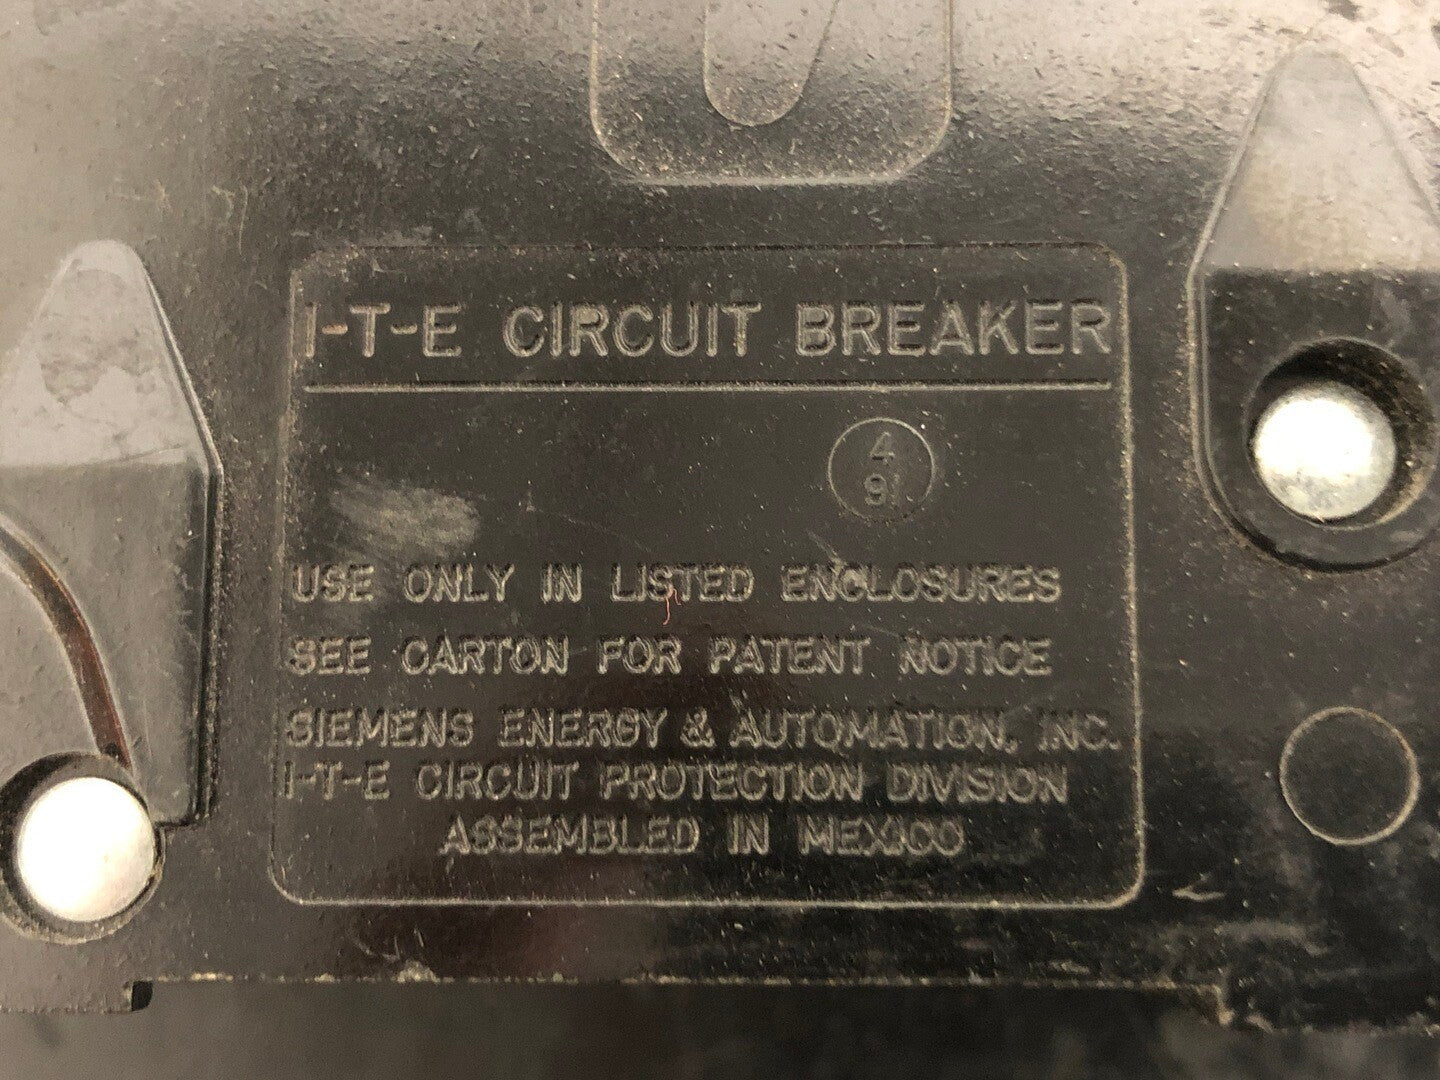 I-T-E CIRCUIT BREAKER
4
91
USE ONLY IN LISTED ENCLOSURES
SEE CARTON FOR PATENT NOTICE
SIEMENS ENERGY & AUTOMATION, INC.
I-T-E CIRCUIT PROTECTION DIVISION
ASSEMBLED IN MEXICO